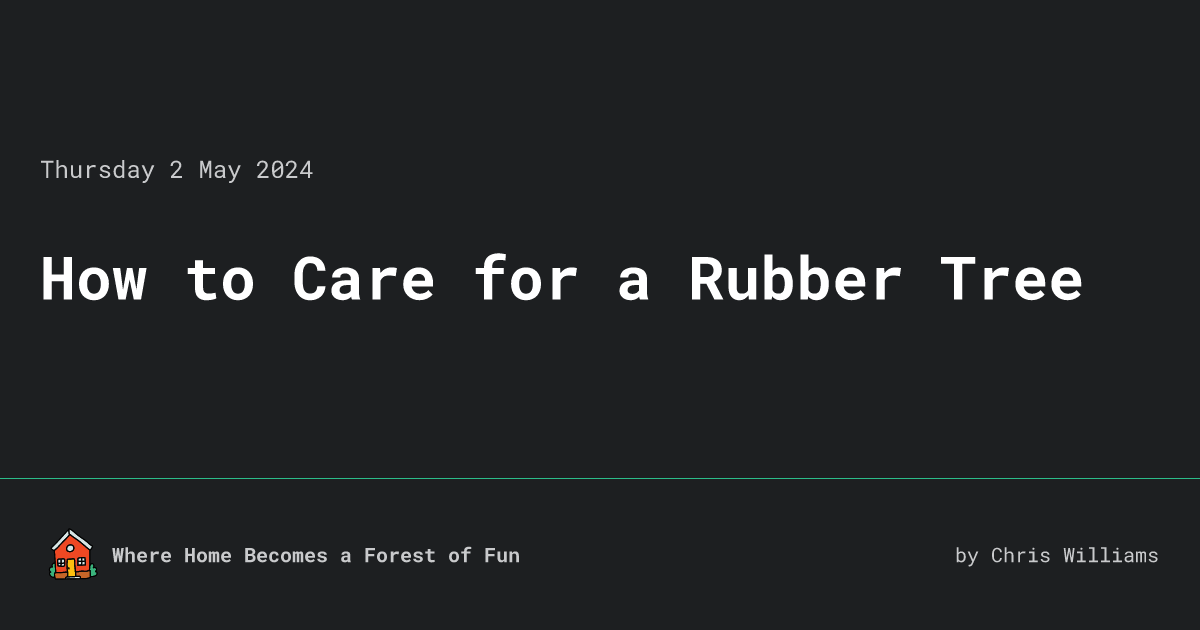 Thursday 2 May 2024
How to Care for a Rubber Tree
Where Home Becomes a Forest of Fun
by Chris Williams